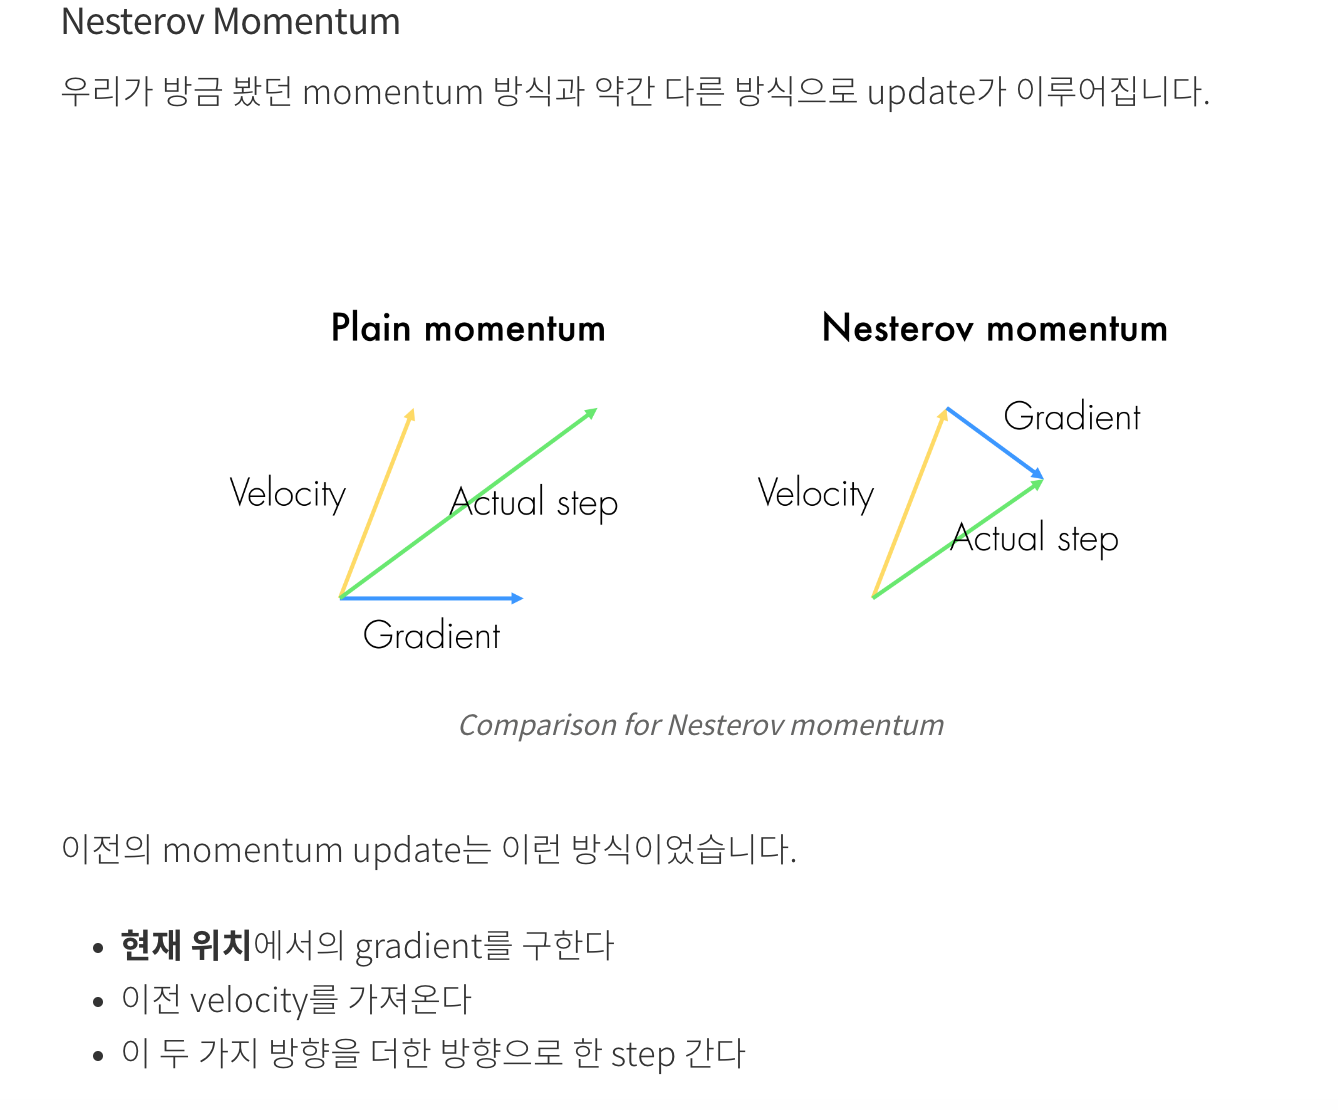 Nesterov Momentum
우리가 방금 봤던 momentum 방식과 약간 다른 방식으로 update가 이루어집니다.
Plain momentum
Nesterov momentum
Velocity
Actual step
Gradient
Gradient
Velocity
Actual step
Comparison for Nesterov momentum
이전의 momentum update는 이런 방식이었습니다.
• 현재 위치에서의 gradient를 구한다
• 이전 velocity를 가져온다
• 이 두 가지 방향을 더한 방향으로 한 step 간다